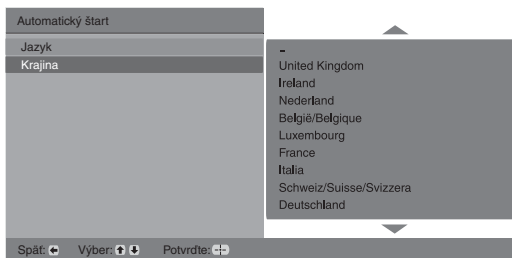 Automatický štart
Jazyk
Krajina
-
United Kingdom
Ireland
Nederland
België/Belgique
Luxembourg
France
Italia
Schweiz/Suisse/Svizzera
Deutschland
Späť: Výber: Potvrďte: